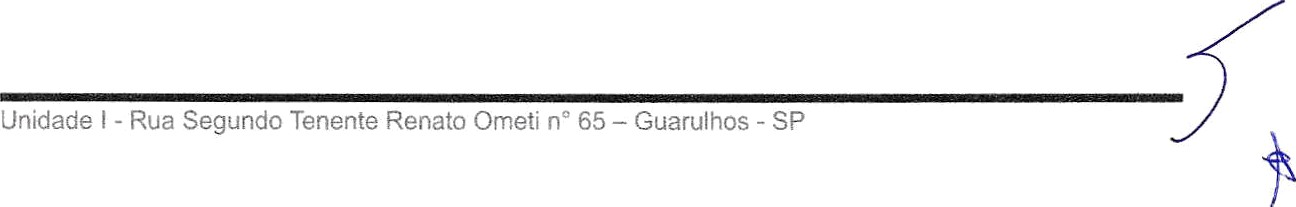 Unidade I - Rua Segundo Tenente Renato Ometi n° 65 – Guarulhos - SP